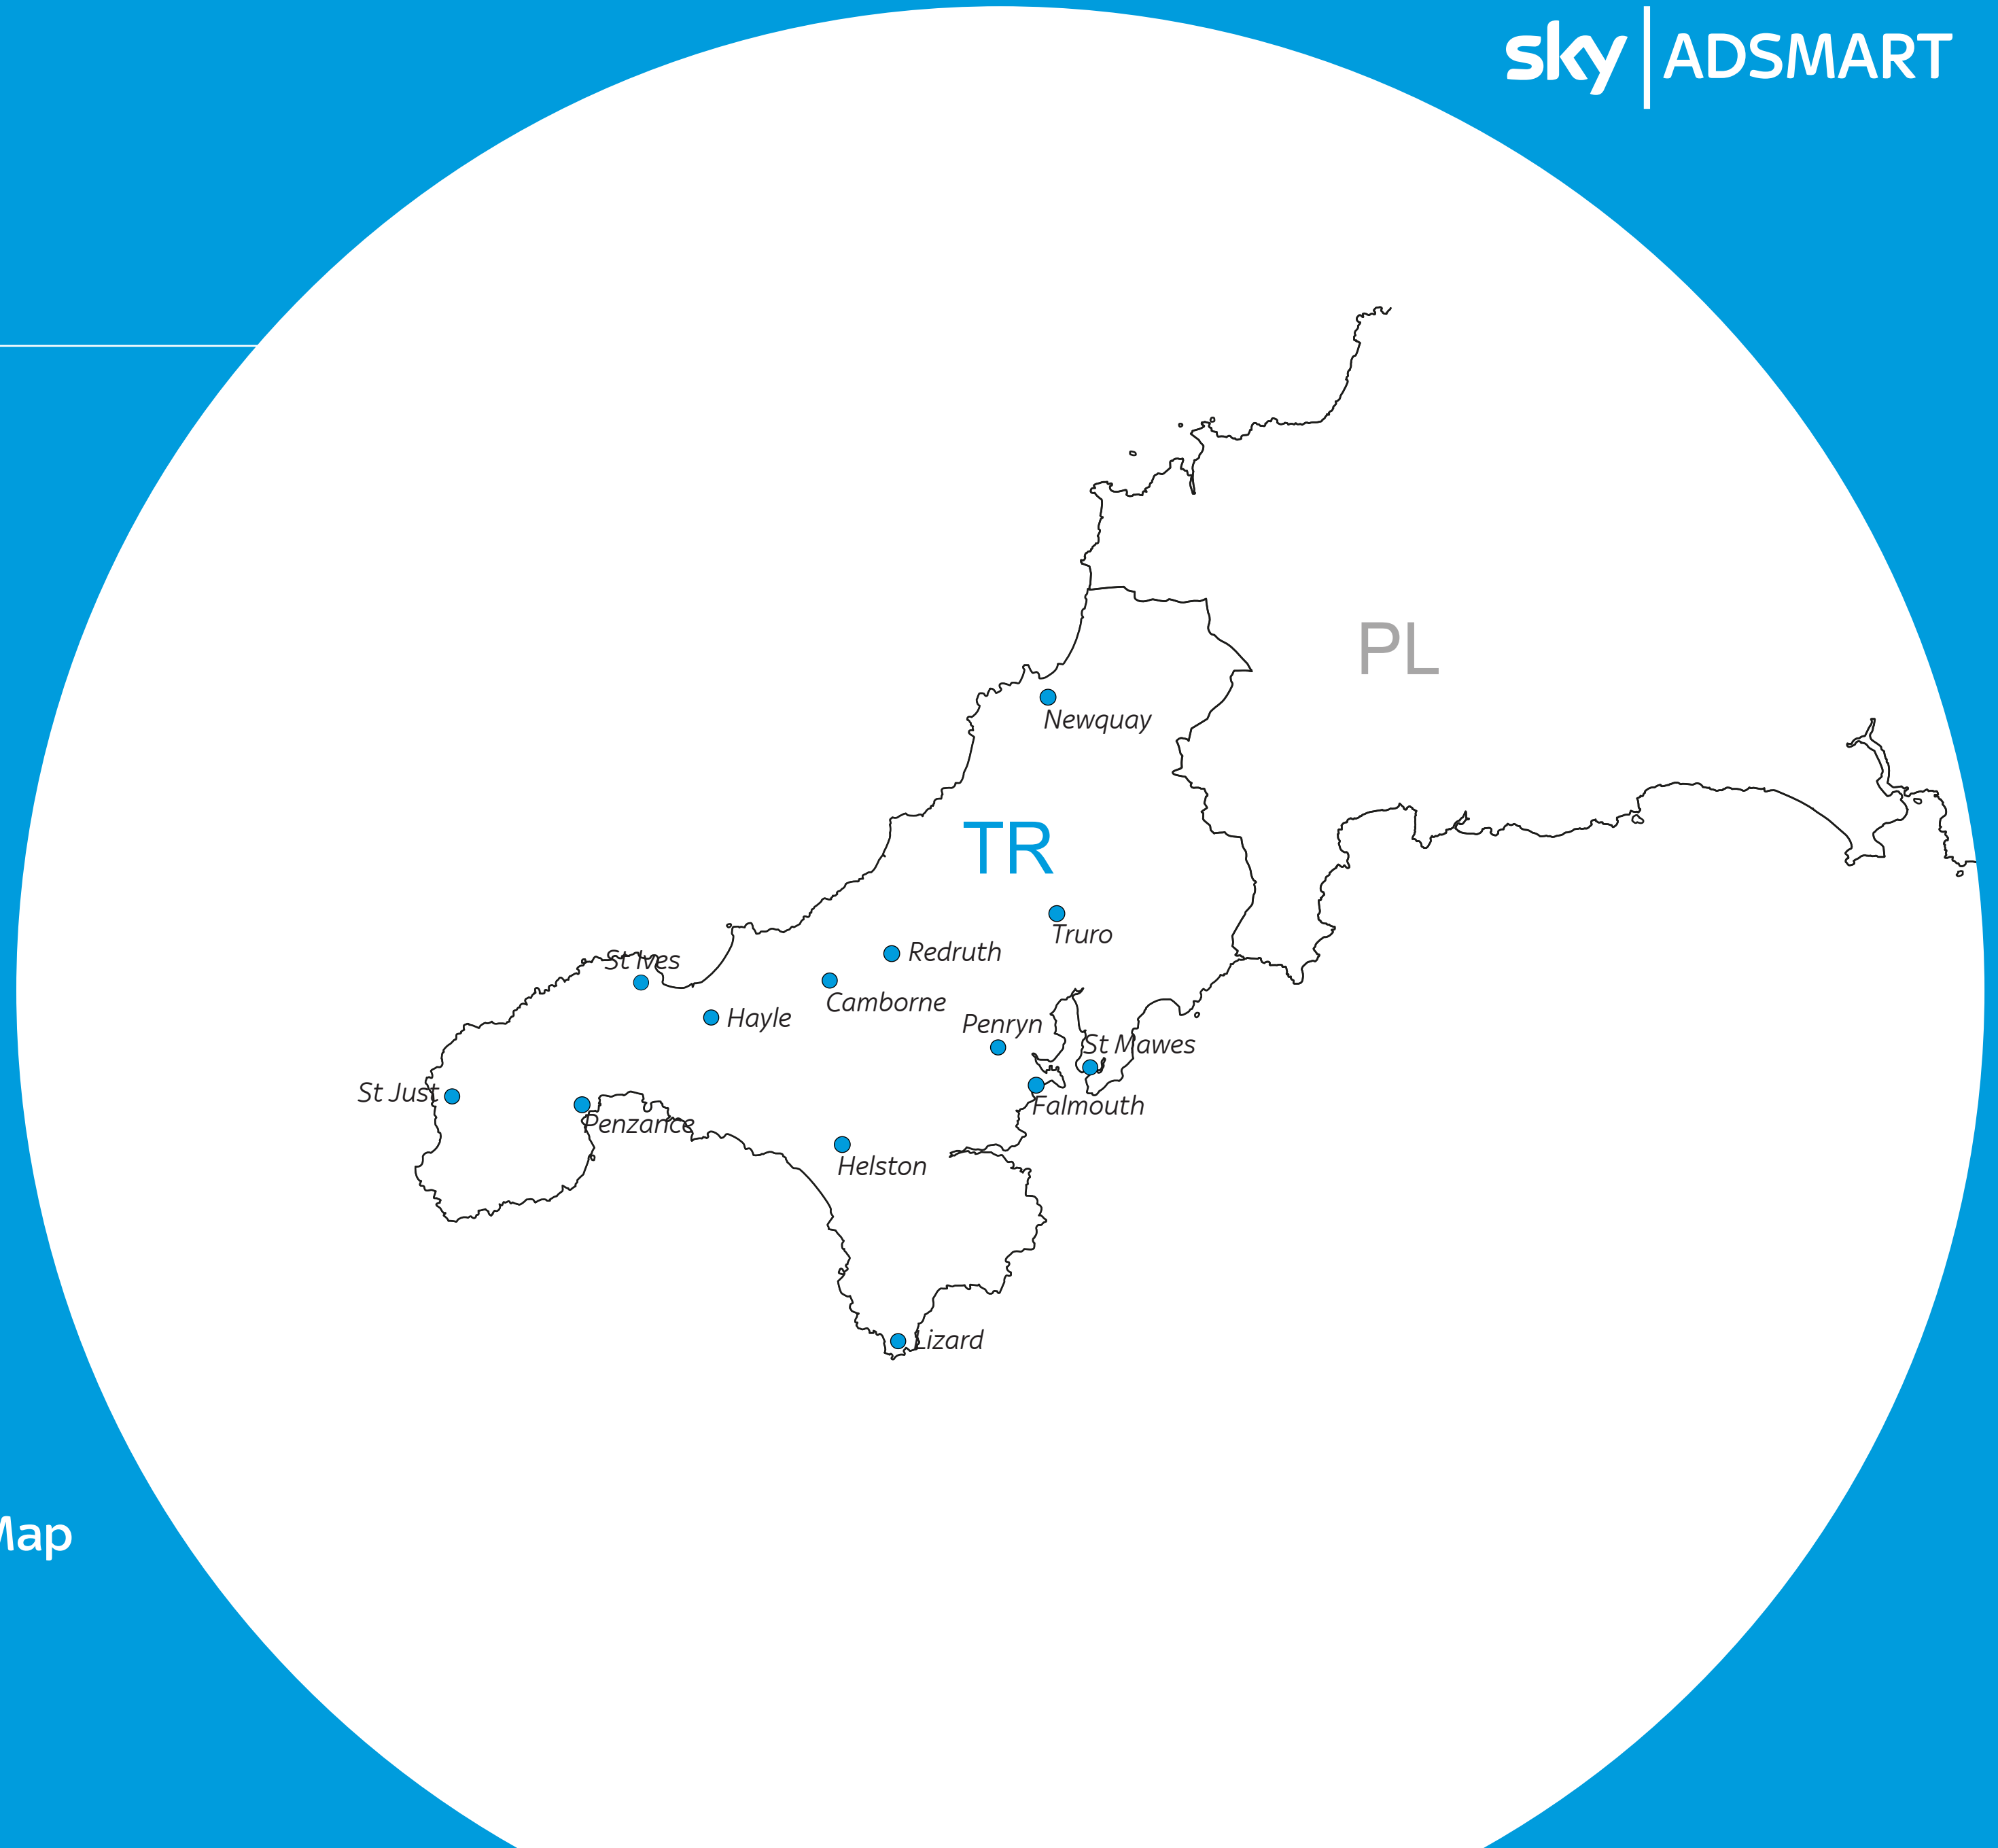 sky ADSMART
PL
Newquay
TR
Truro
Redruth
St Ives
Camborne
Hayle
Penryn
St Mawes
St Just
Penzance
Falmouth
Helston
Lizard
Map